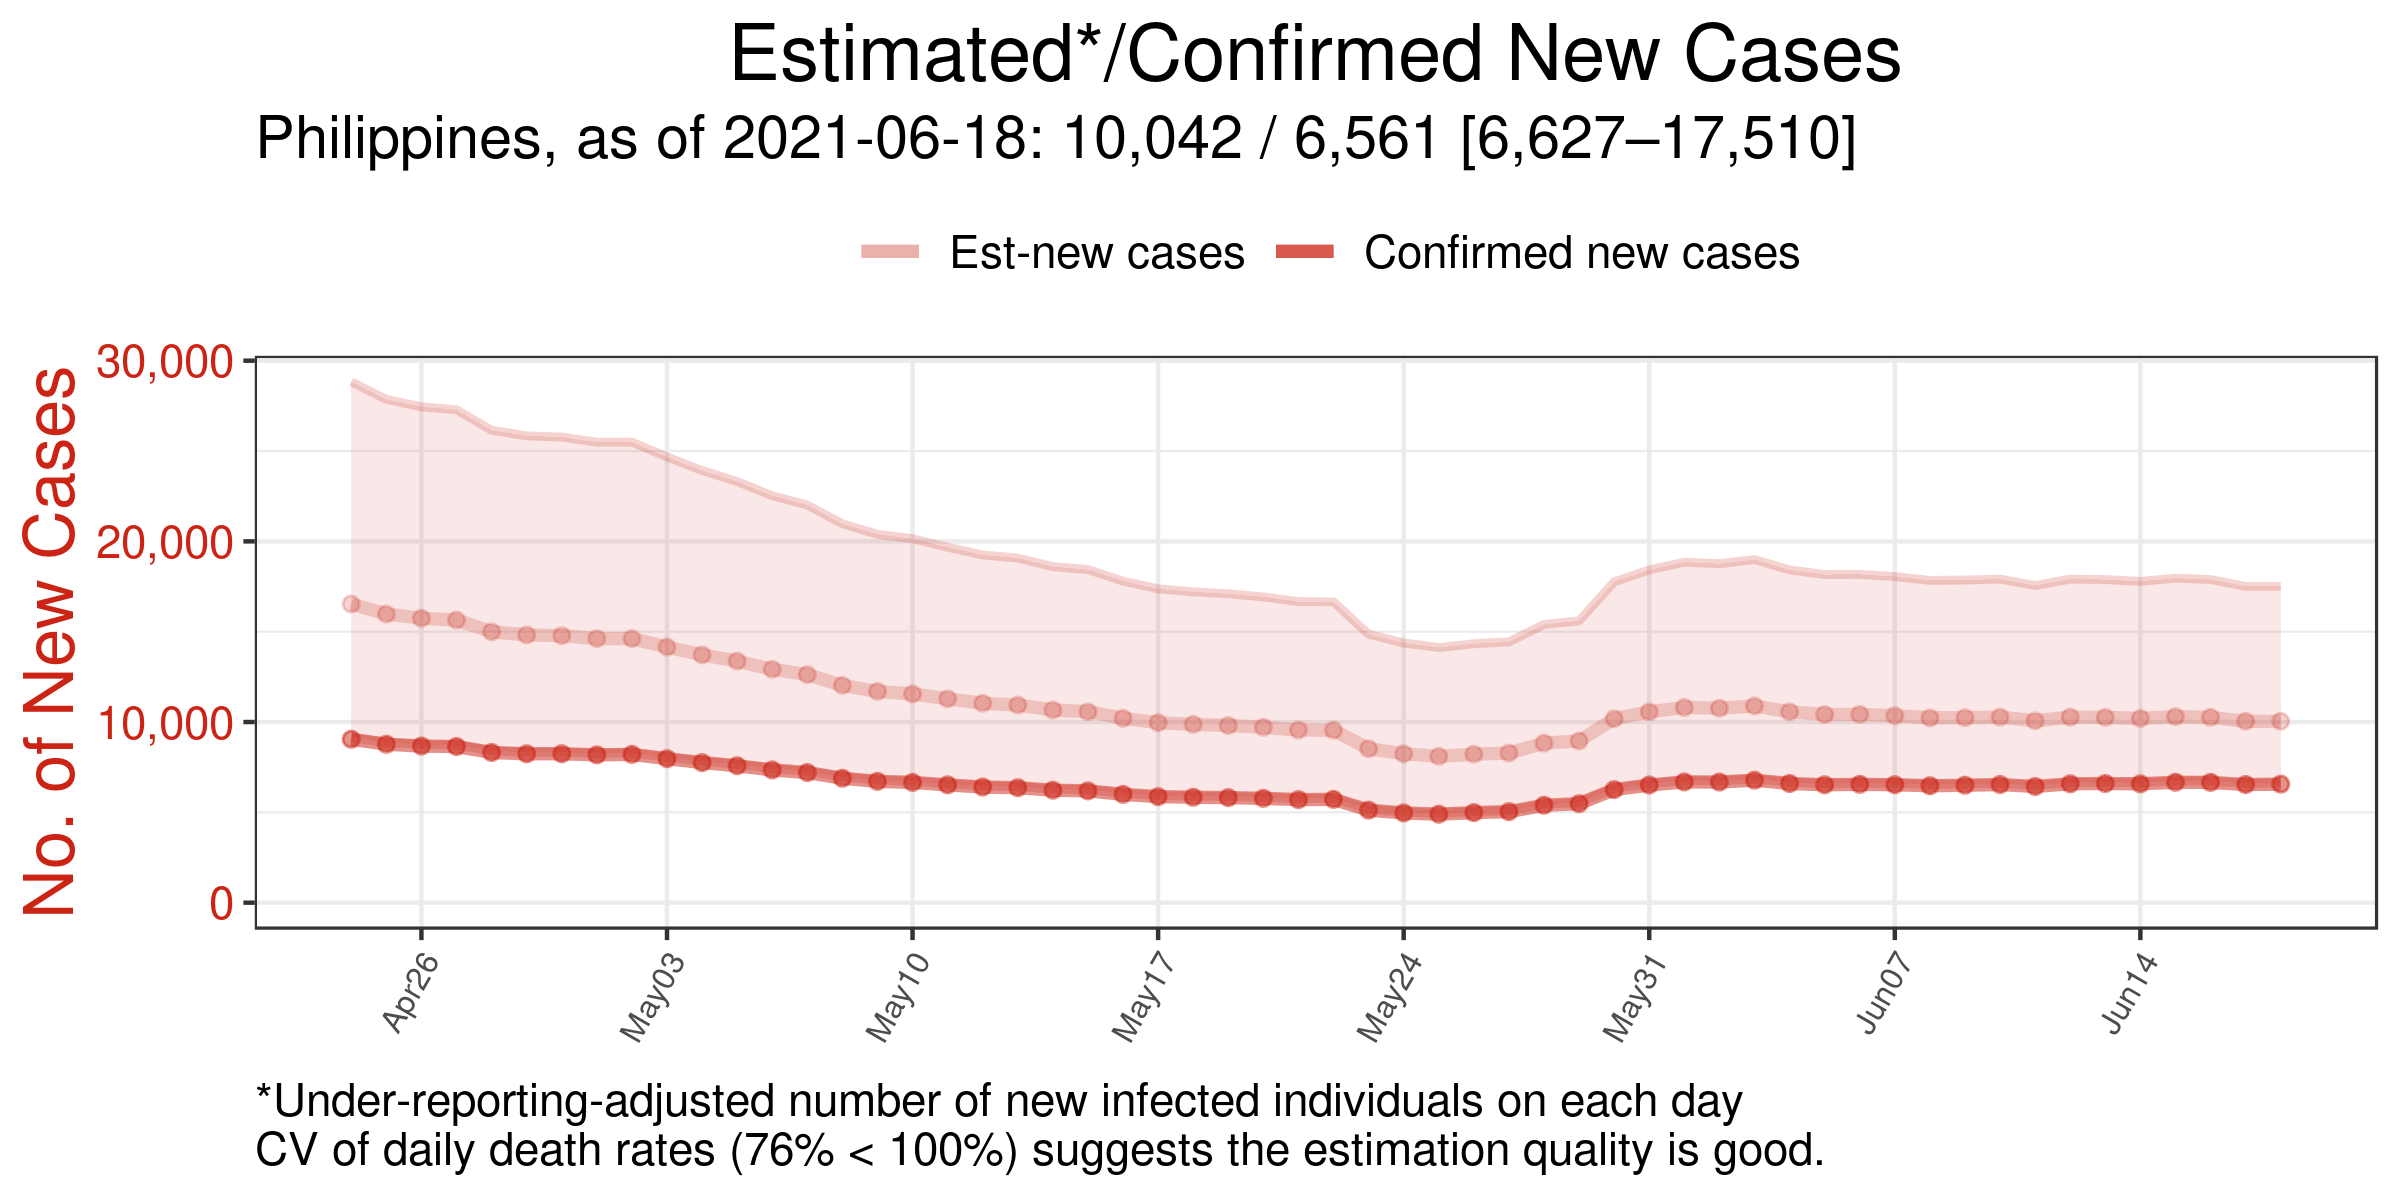 Estimated*/Confirmed New Cases
Philippines, as of 2021-06-18: 10,042 / 6,561 [6,627–17,510]
Est-new cases
Confirmed new cases
No. of New Cases
30,000
20,000
10,000
0
Apr26
May03
May10
May17
May24
May31
Jun07
Jun14
*Under-reporting-adjusted number of new infected individuals on each day
CV of daily death rates (76% < 100%) suggests the estimation quality is good.